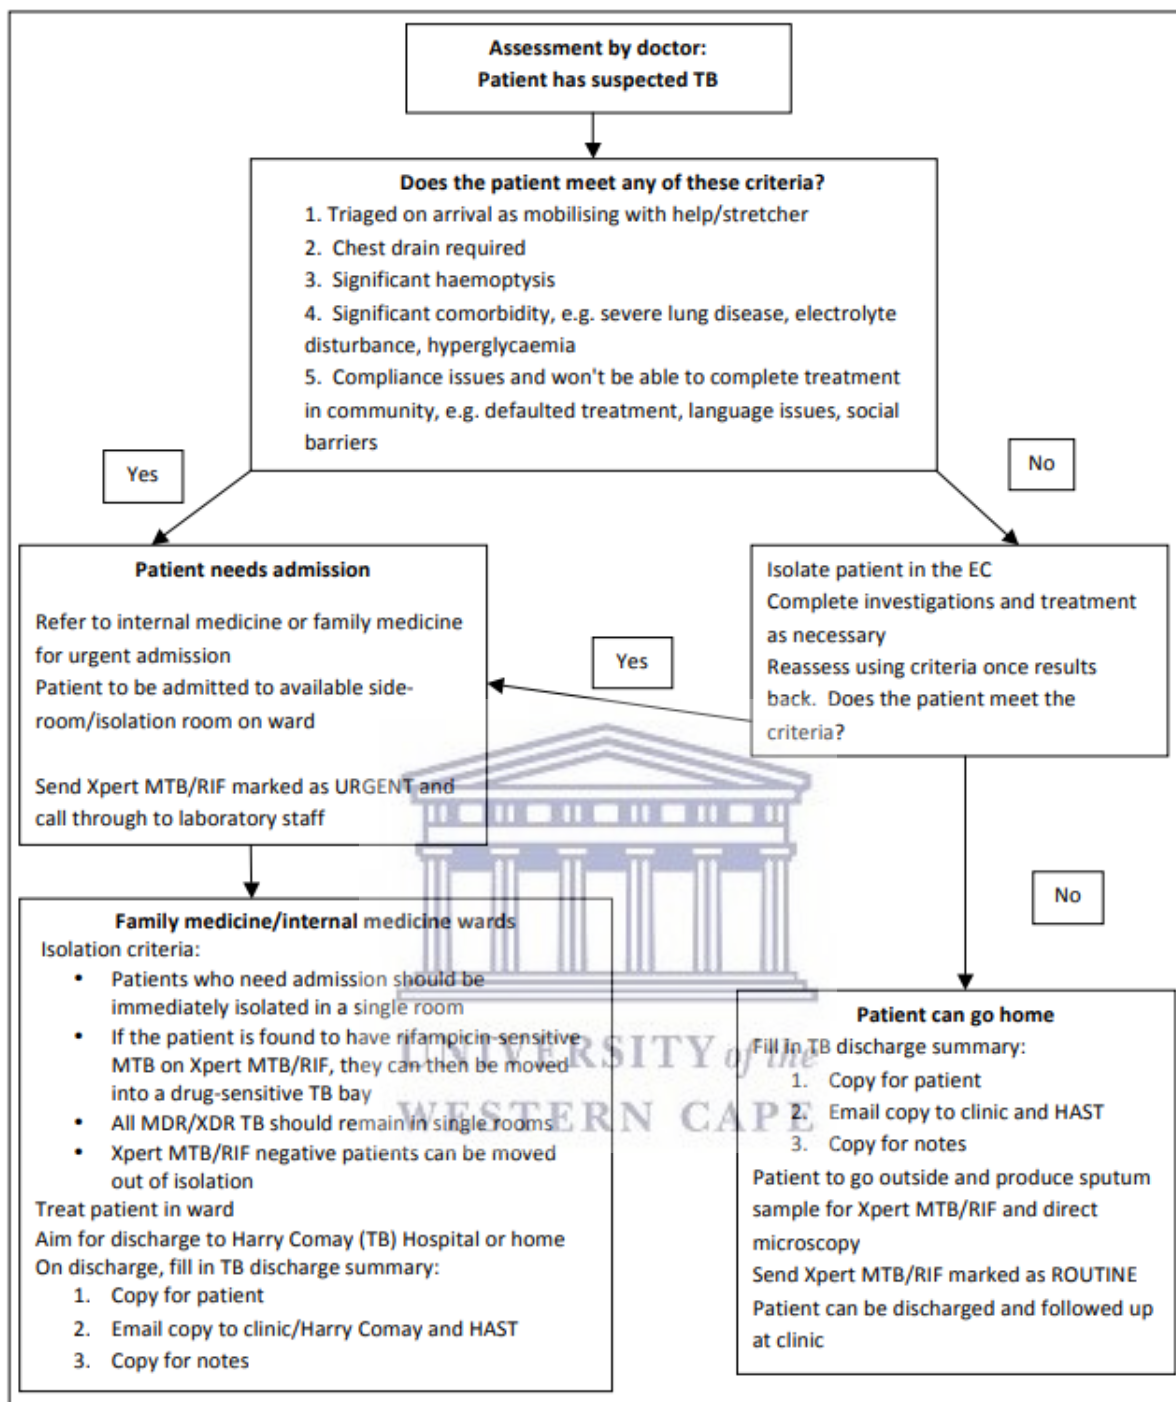 Assessment by doctor:
Patient has suspected TB
Does the patient meet any of these criteria?
1. Triaged on arrival as mobilising with help/stretcher
2. Chest drain required
3. Significant haemoptysis
4. Significant comorbidity, e.g. severe lung disease, electrolyte
disturbance, hyperglycaemia
5. Compliance issues and won't be able to complete treatment
in community, e.g. defaulted treatment, language issues, social
barriers
Yes
No
Patient needs admission
Refer to internal medicine or family medicine
for urgent admission
Patient to be admitted to available side-
room/isolation room on ward
Send Xpert MTB/RIF marked as URGENT and
call through to laboratory staff
Yes
Isolate patient in the EC
Complete investigations and treatment
as necessary
Reassess using criteria once results
back. Does the patient meet the
criteria?
No
Family medicine/internal medicine wards
Isolation criteria:
• Patients who need admission should be
immediately isolated in a single room
• If the patient is found to have rifampicin-sensitive
MTB on Xpert MTB/RIF, they can then be moved
into a drug-sensitive TB bay
• All MDR/XDR TB should remain in single rooms
• Xpert MTB/RIF negative patients can be moved
out of isolation
Treat patient in ward
Aim for discharge to Harry Comay (TB) Hospital or home
On discharge, fill in TB discharge summary:
1. Copy for patient
2. Email copy to clinic/Harry Comay and HAST
3. Copy for notes
Patient can go home
Fill in TB discharge summary:
1. Copy for patient
2. Email copy to clinic and HAST
3. Copy for notes
Patient to go outside and produce sputum
sample for Xpert MTB/RIF and direct
microscopy
Send Xpert MTB/RIF marked as ROUTINE
Patient can be discharged and followed up
at clinic
UNIVERSITY of the
WESTERN CAPE